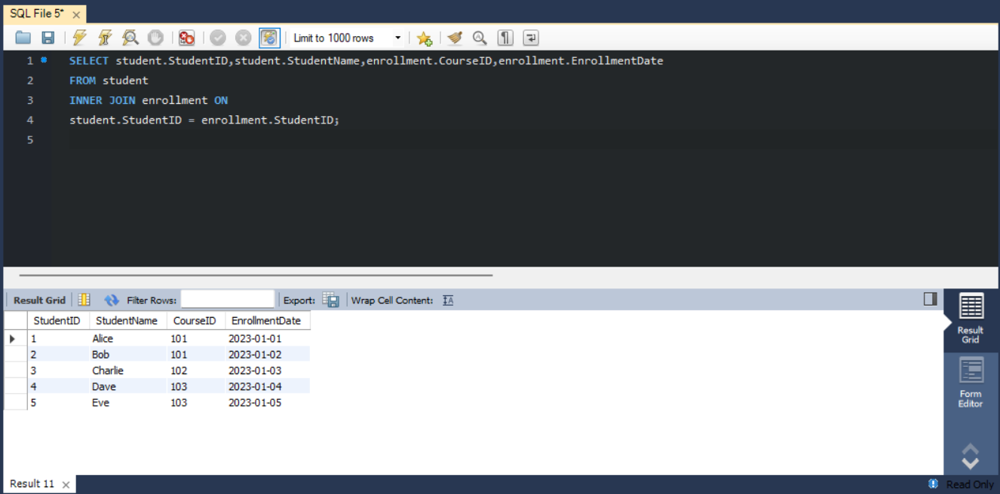 SQL File 5*
Limit to 1000 rows
1 SELECT student.StudentID,student.StudentName,enrollment.CourseID,enrollment.EnrollmentDate
2 FROM student
3 INNER JOIN enrollment ON
4 student.StudentID = enrollment.StudentID;
5
Result Grid Filter Rows: Export: Wrap Cell Content:
StudentID StudentName CourseID EnrollmentDate
1 Alice 101 2023-01-01
2 Bob 101 2023-01-02
3 Charlie 102 2023-01-03
4 Dave 103 2023-01-04
5 Eve 103 2023-01-05
Result
Grid
Form
Editor
Result 11
Read Only